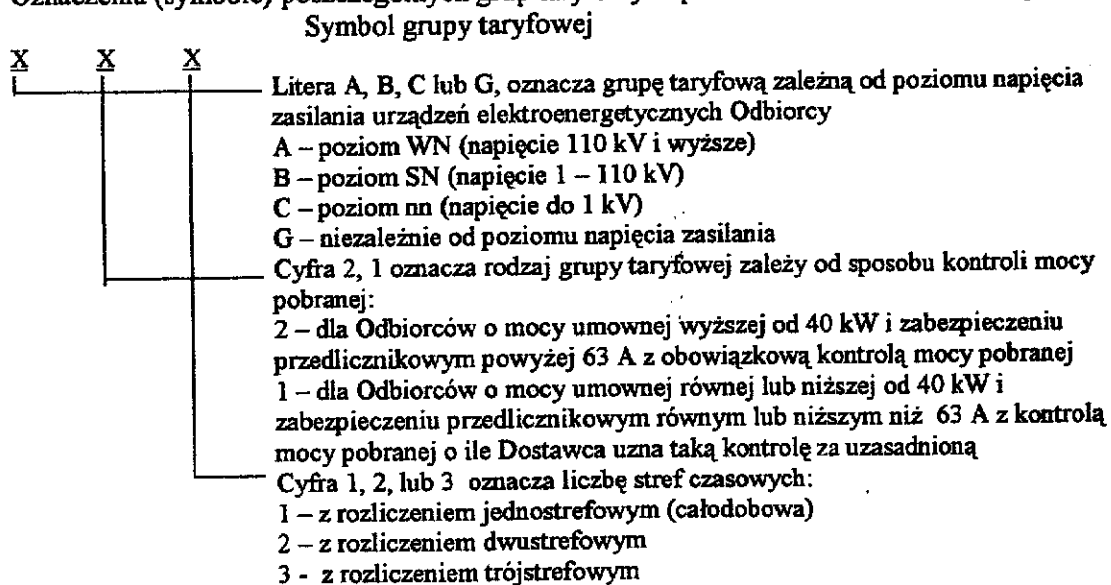 Symbol grupy taryfowej
X X X
Litera A, B, C lub G, oznacza grupę taryfową zależną od poziomu napięcia
zasilania urządzeń elektroenergetycznych Odbiorcy
A – poziom WN (napięcie 110 kV i wyższe)
B – poziom SN (napięcie 1 – 110 kV)
C – poziom nn (napięcie do 1 kV)
G – niezależnie od poziomu napięcia zasilania
Cyfra 2, 1 oznacza rodzaj grupy taryfowej zależy od sposobu kontroli mocy
pobranej:
2 – dla Odbiorców o mocy umownej wyższej od 40 kW i zabezpieczeniu
przedlicznikowym powyżej 63 A z obowiązkową kontrolą mocy pobranej
1 – dla Odbiorców o mocy umownej równej lub niższej od 40 kW i
zabezpieczeniu przedlicznikowym równym lub niższym niż 63 A z kontrolą
mocy pobranej o ile Dostawca uzna taką kontrolę za uzasadnioną
Cyfra 1, 2, lub 3 oznacza liczbę stref czasowych:
1 – z rozliczeniem jednostrefowym (całodobowa)
2 – z rozliczeniem dwustrefowym
3 - z rozliczeniem trójstrefowym